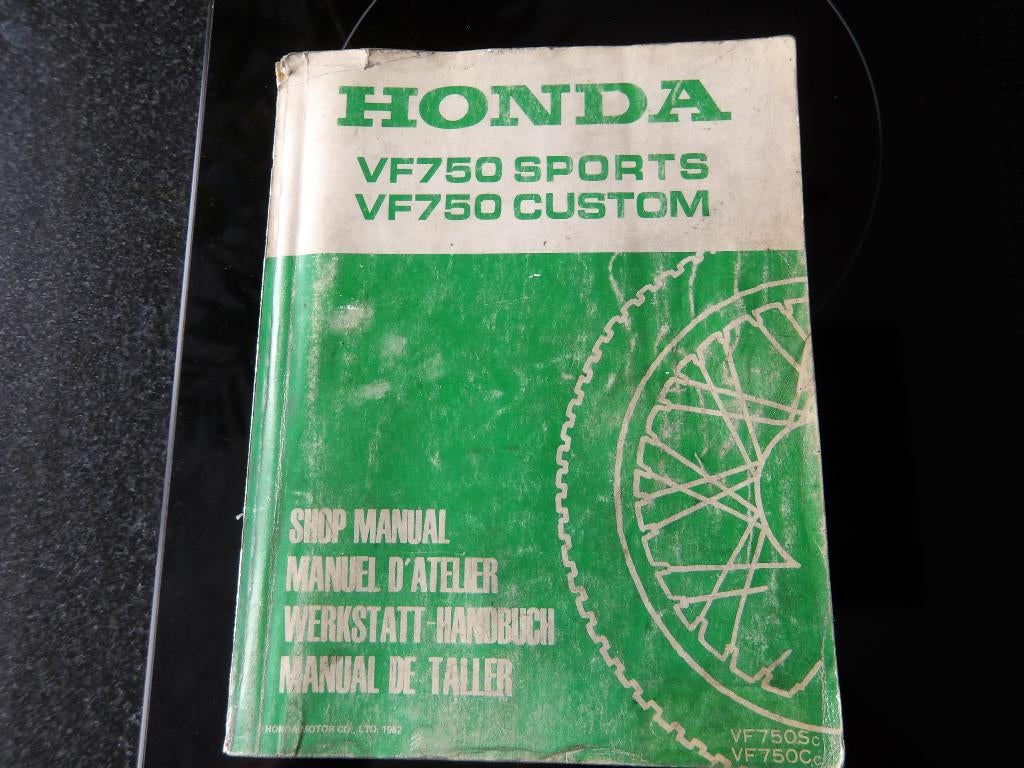 HONDA
VF750 SPORTS
VF750 CUSTOM
SHOP MANUAL
MANUEL D'ATELIER
WERKSTATT-HANDBUCH
MANUAL DE TALLER
HONDA MOTOR CO., LTD. 1982
VF750Sc
VF750Cc